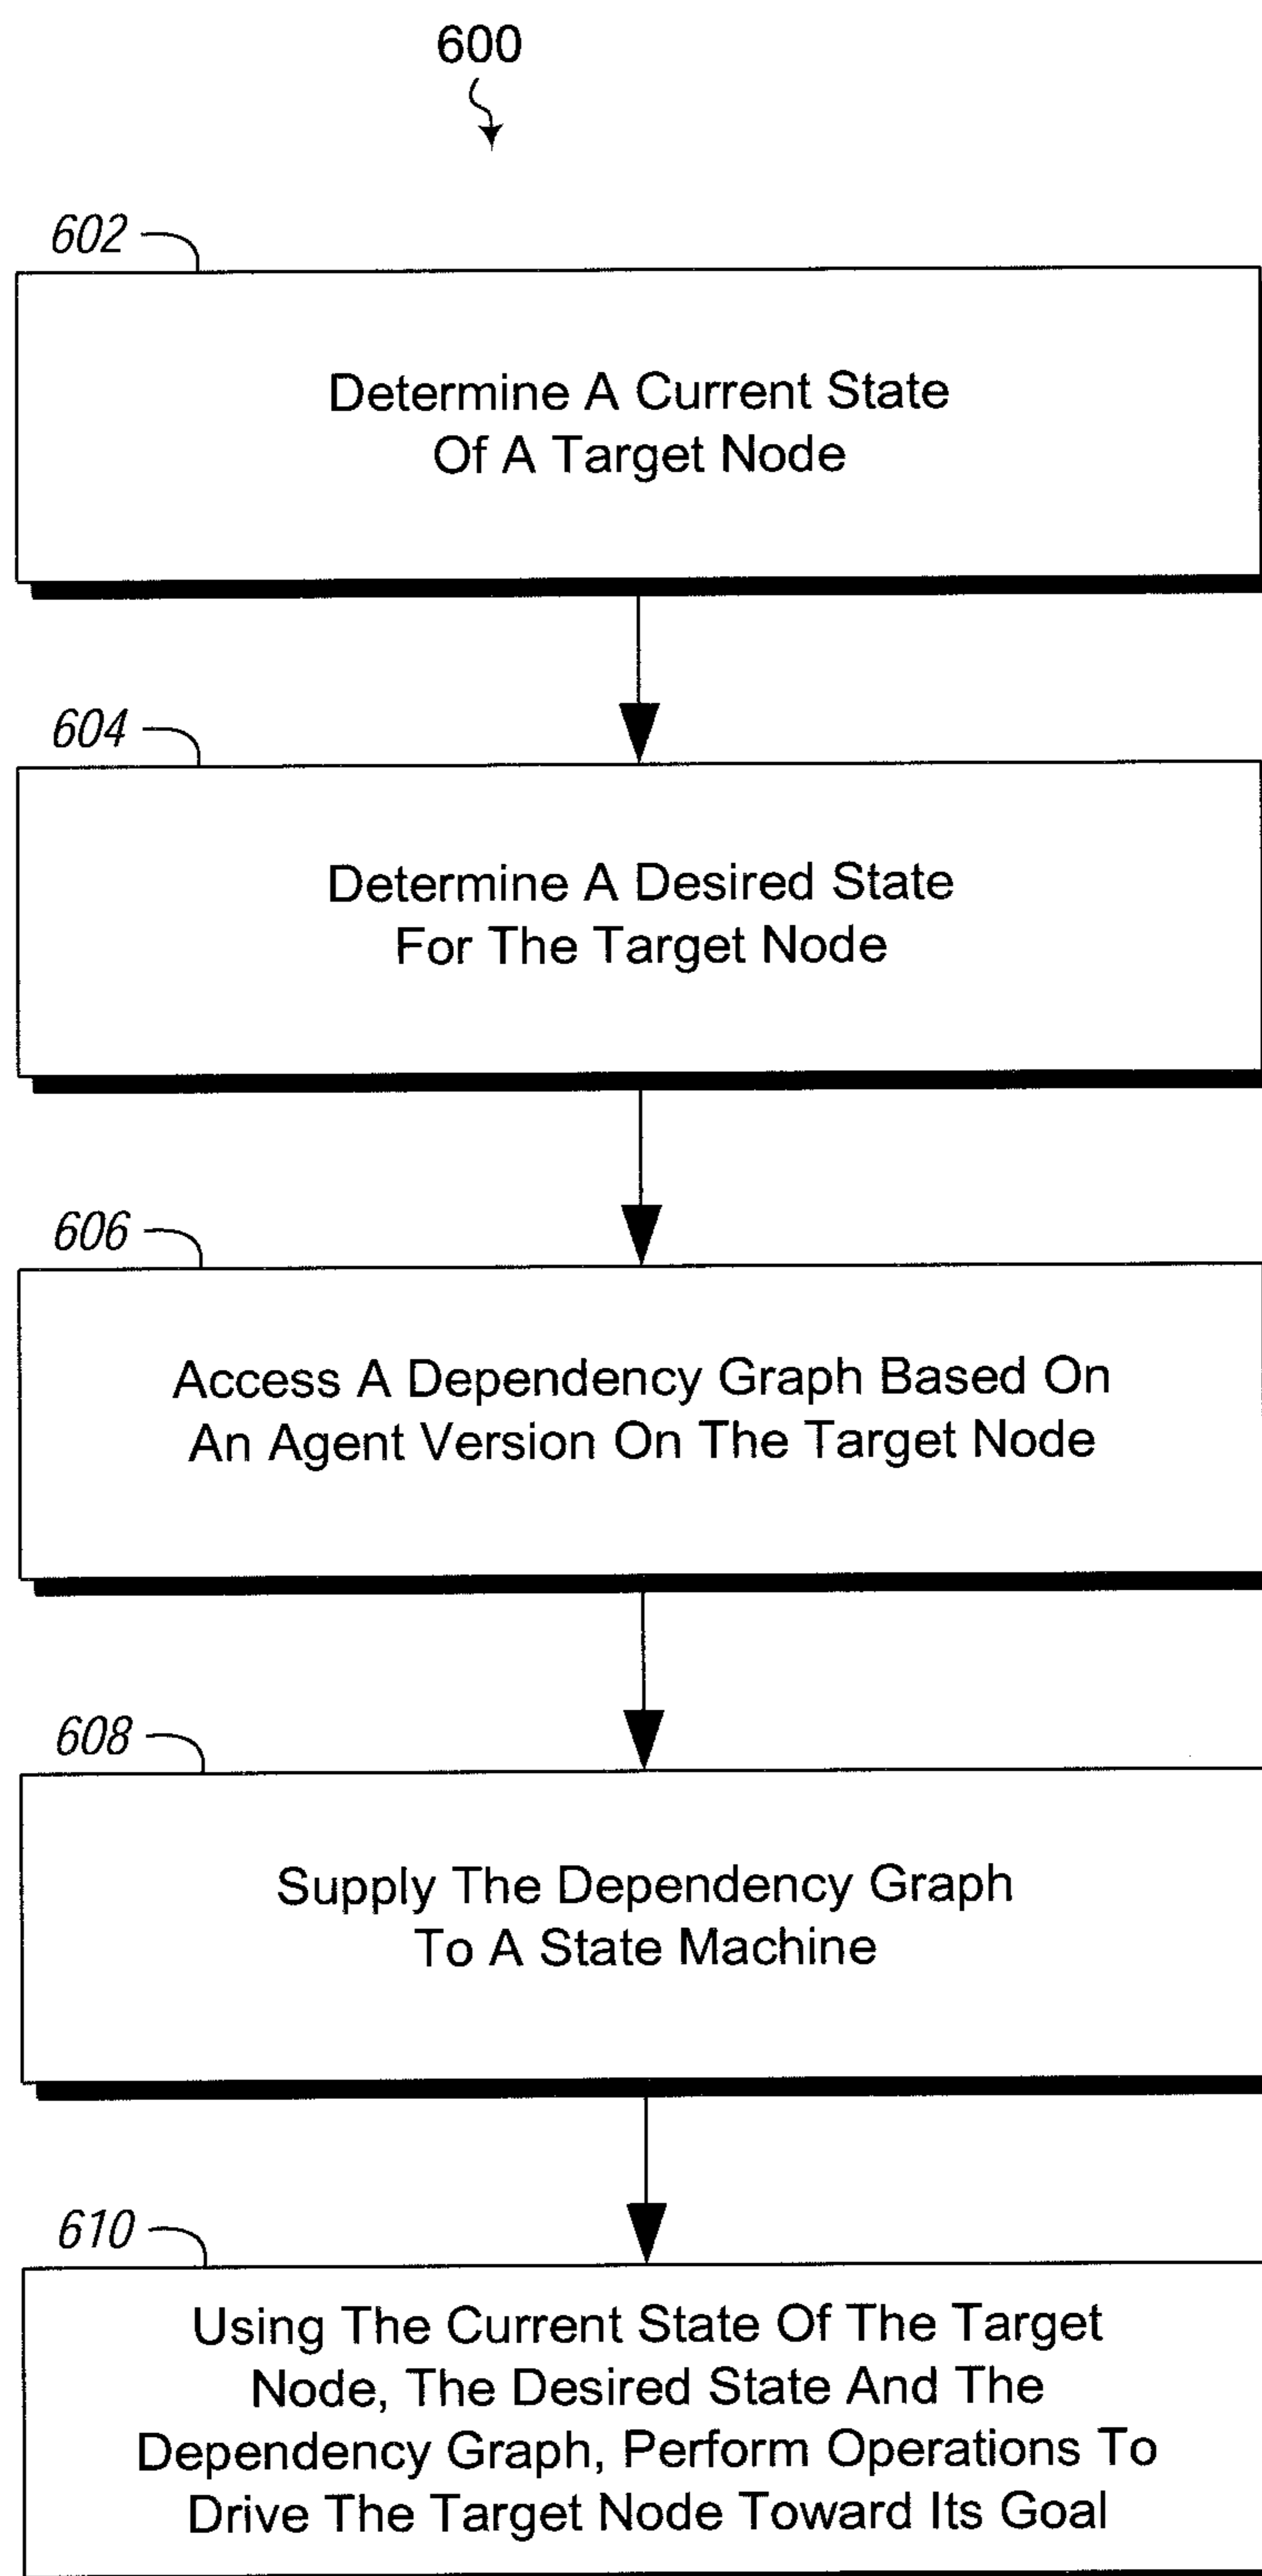 600
602
Determine A Current State
Of A Target Node
604
Determine A Desired State
For The Target Node
606
Access A Dependency Graph Based On
An Agent Version On The Target Node
608
Supply The Dependency Graph
To A State Machine
610
Using The Current State Of The Target
Node, The Desired State And The
Dependency Graph, Perform Operations To
Drive The Target Node Toward Its Goal